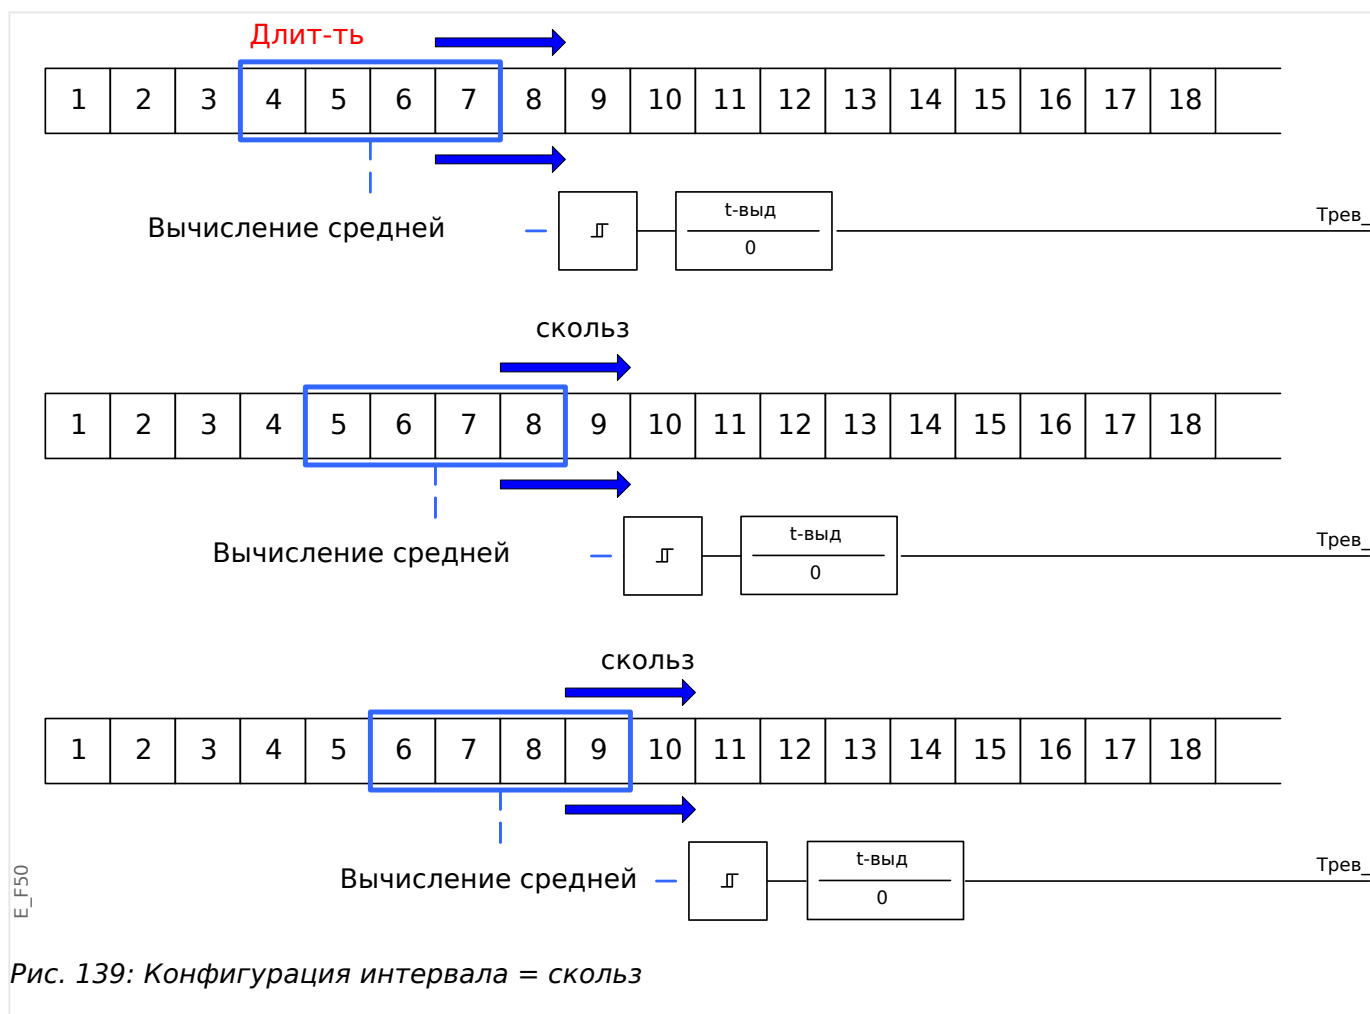 Длит-ть
1 2 3 4 5 6 7 8 9 10 11 12 13 14 15 16 17 18
t-выд
Трев_
Вычисление средней
0
скольз
1 2 3 4 5 6 7 8 9 10 11 12 13 14 15 16 17 18
t-выд
Трев_
Вычисление средней
0
скольз
1 2 3 4 5 6 7 8 9 10 11 12 13 14 15 16 17 18
t-выд
Трев_
Вычисление средней
0
E_F50
Рис. 139: Конфигурация интервала = скольз